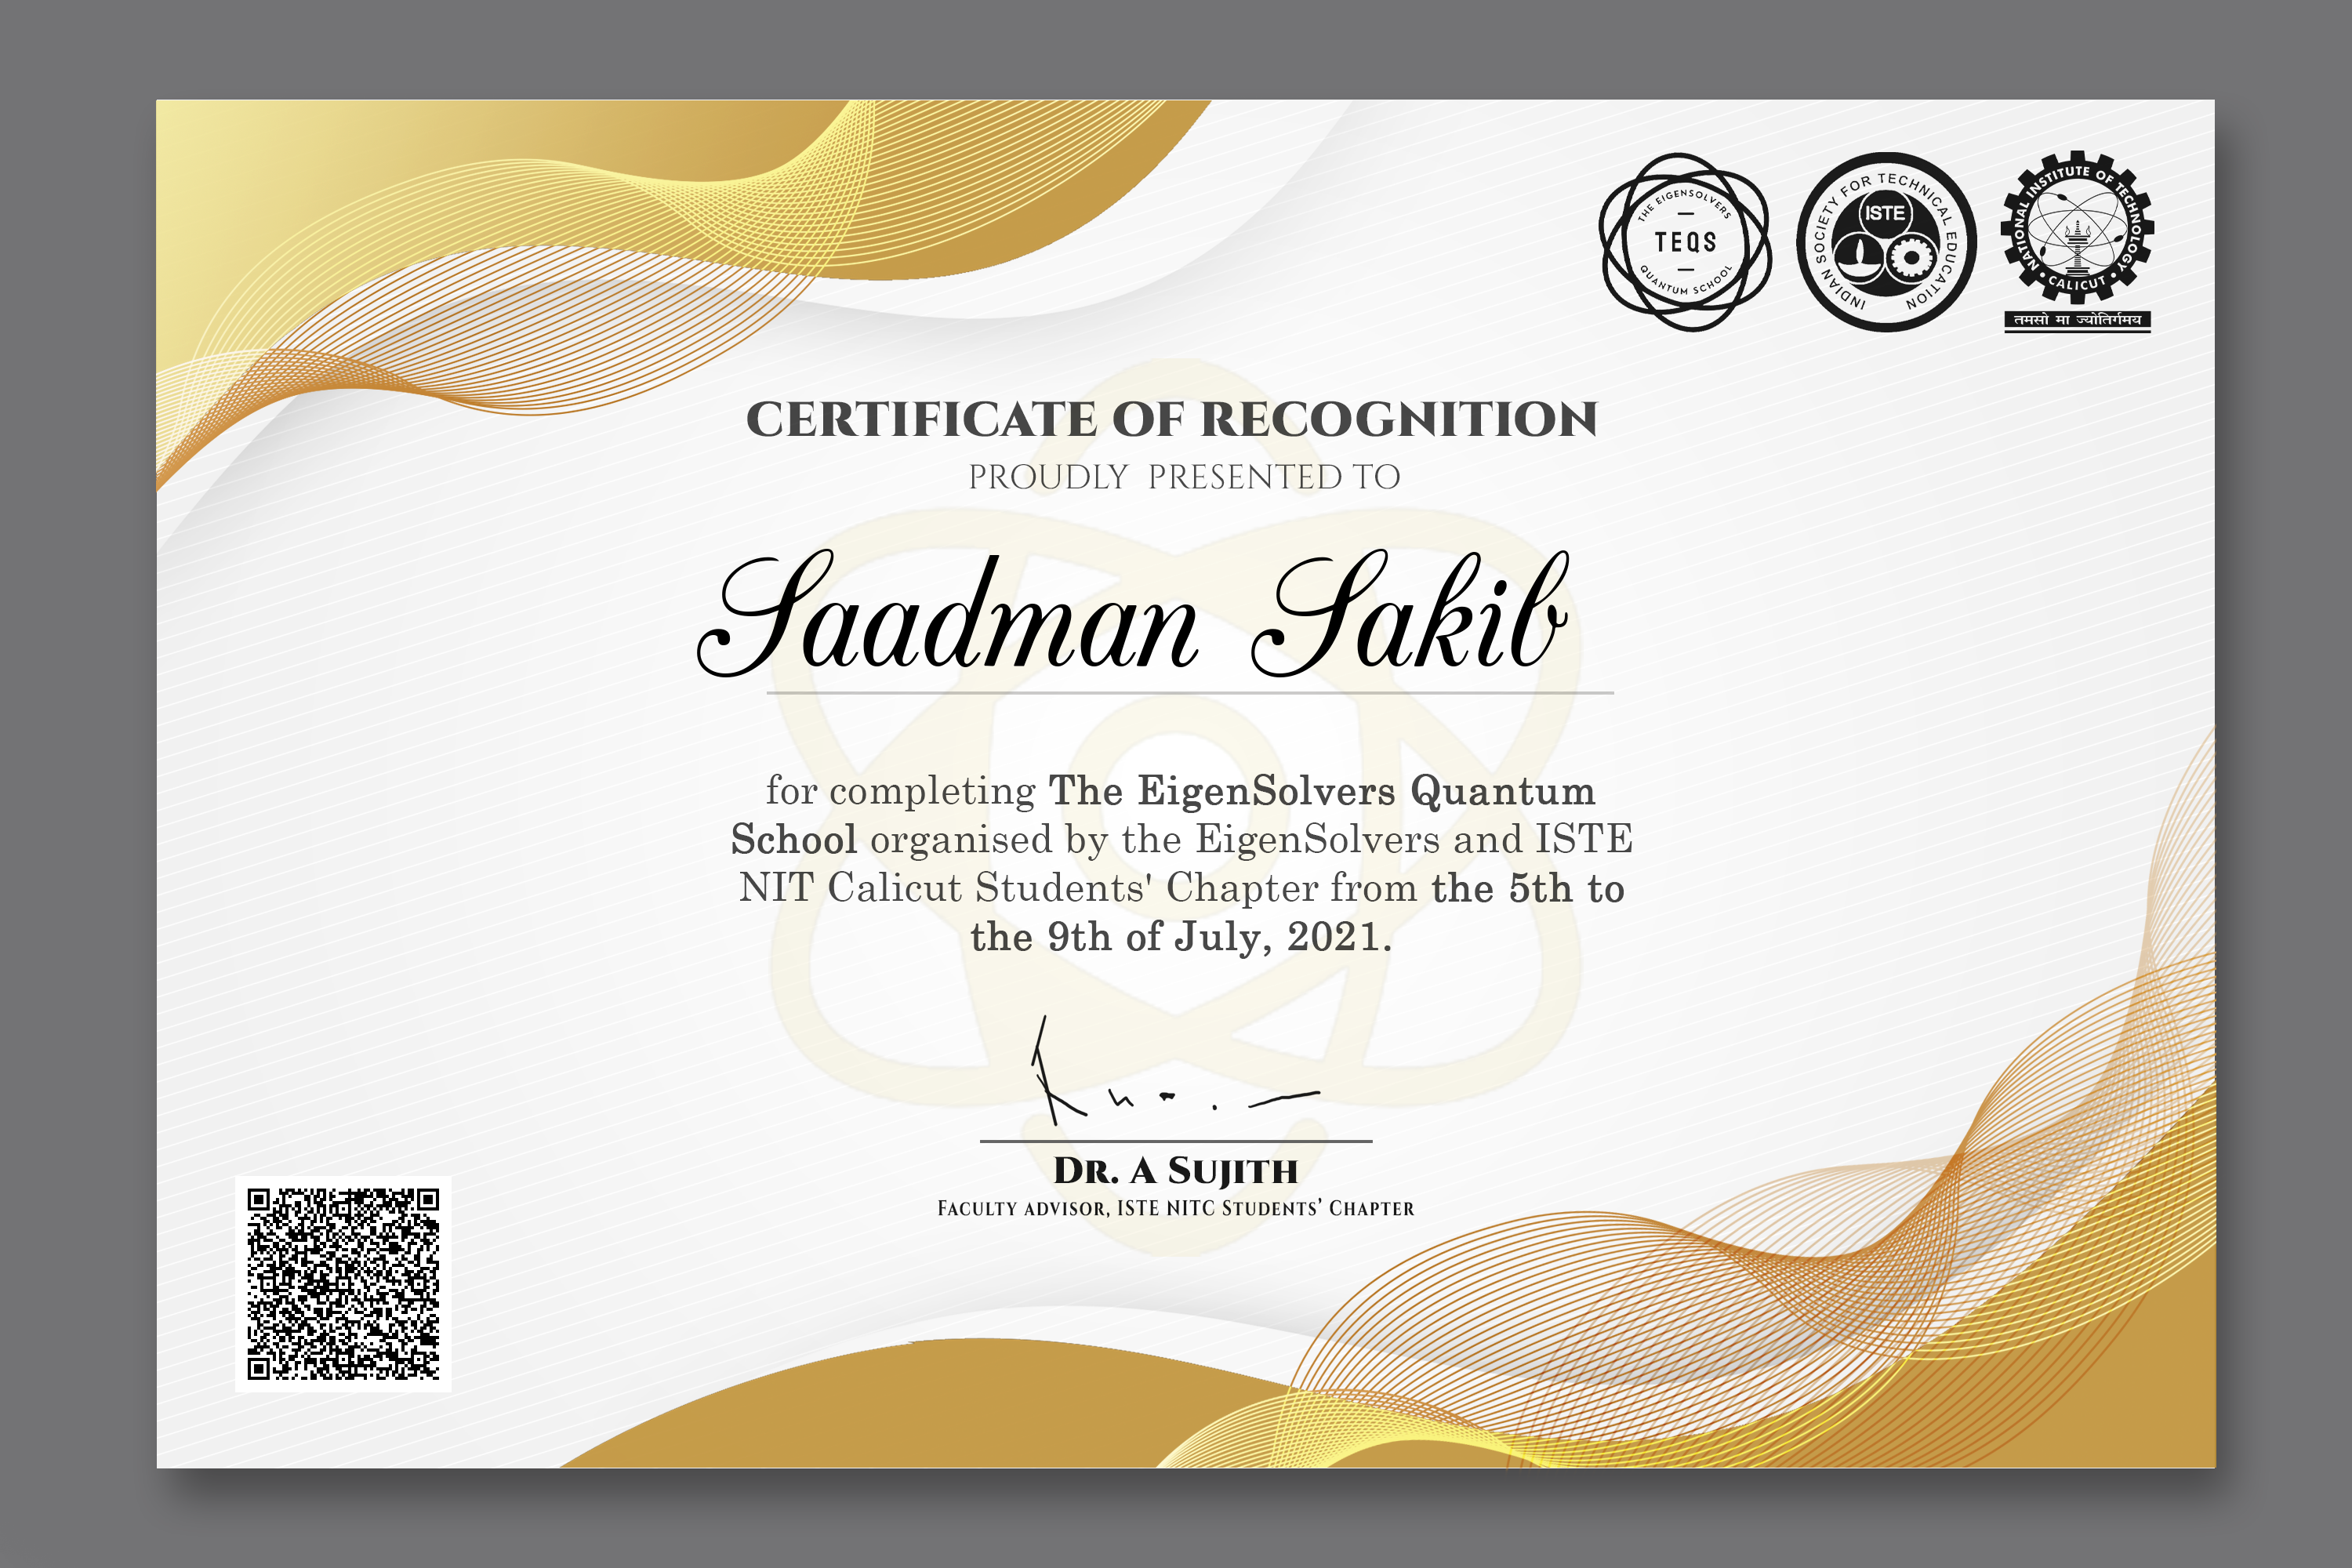 THE EIGENSOLVERS
TEQS
QUANTUM SCHOOL
INDIAN SOCIETY FOR TECHNICAL EDUCATION
ISTE
NATIONAL INSTITUTE OF TECHNOLOGY
• CALICUT •
तमसो मा ज्योतिर्गमय
CERTIFICATE OF RECOGNITION
PROUDLY PRESENTED TO
Saadman Sakib
for completing The EigenSolvers Quantum
School organised by the EigenSolvers and ISTE
NIT Calicut Students' Chapter from the 5th to
the 9th of July, 2021.
DR. A SUJITH
FACULTY ADVISOR, ISTE NITC STUDENTS’ CHAPTER